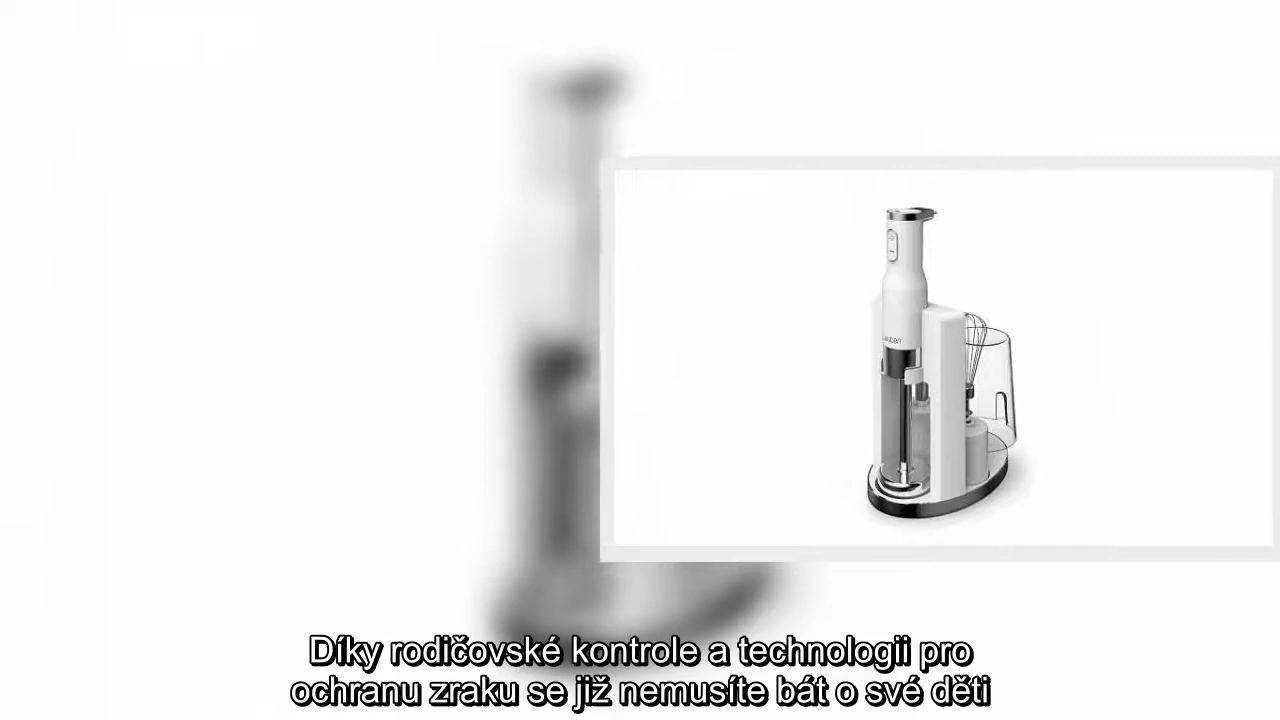 Díky rodičovské kontrole a technologii pro
ochranu zraku se již nemusíte bát o své děti